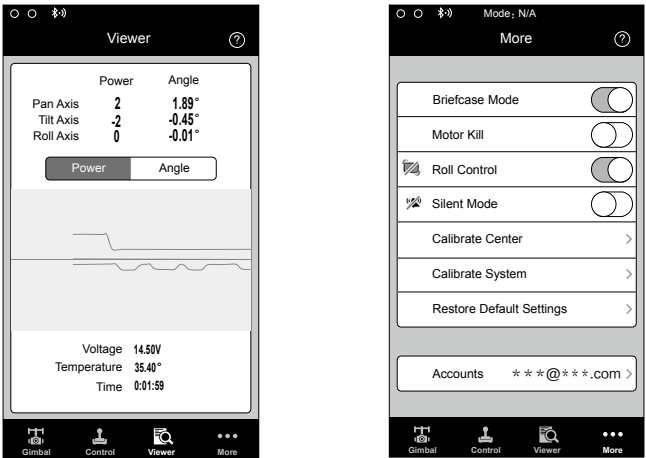 Viewer
?
Power Angle
Pan Axis 2 1.89°
Tilt Axis -2 -0.45°
Roll Axis 0 -0.01°
Power Angle
Voltage 14.50V
Temperature 35.40°
Time 0:01:59
Gimbal Control Viewer More
Mode: N/A
More
?
Briefcase Mode
Motor Kill
Roll Control
Silent Mode
Calibrate Center
Calibrate System
Restore Default Settings
Accounts ***@***.com
Gimbal Control Viewer More